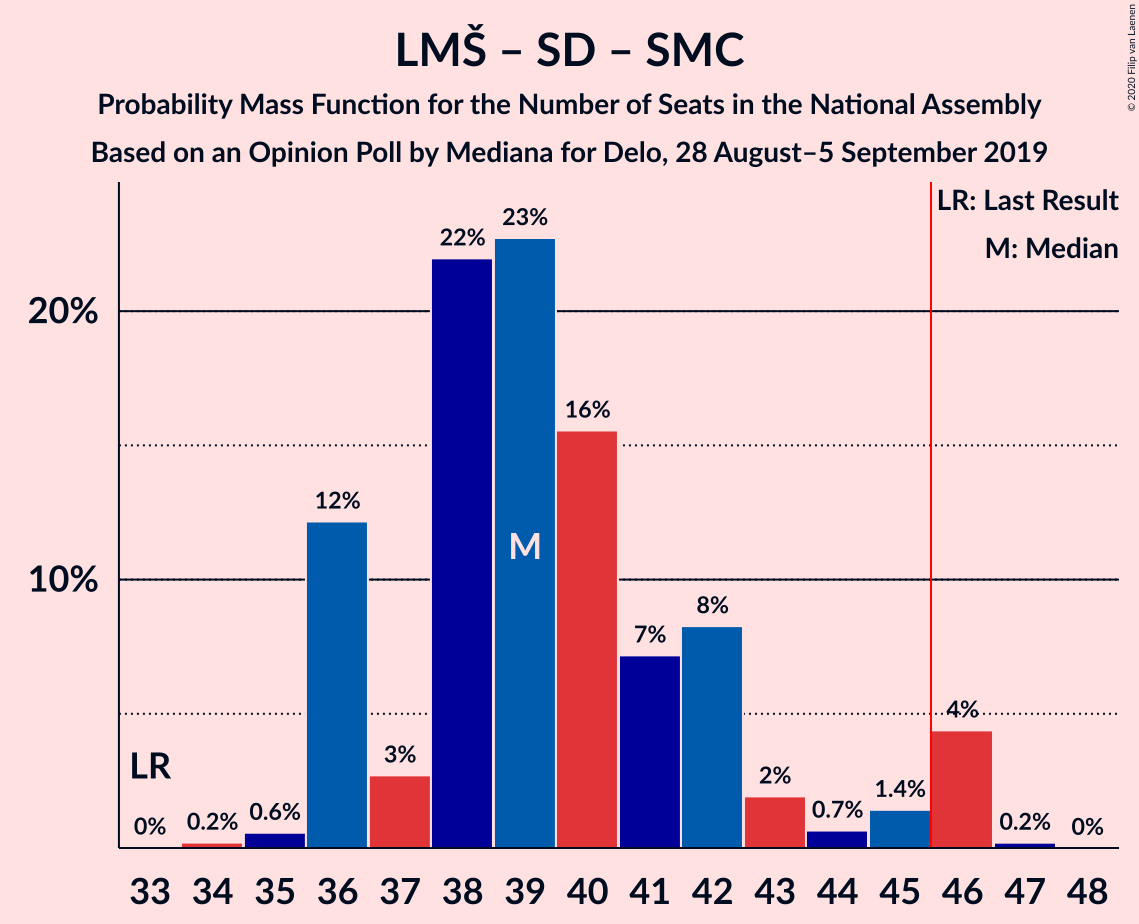 LMŠ – SD – SMC
Probability Mass Function for the Number of Seats in the National Assembly
Based on an Opinion Poll by Mediana for Delo, 28 August–5 September 2019
© 2020 Filip van Laenen
LR: Last Result
M: Median
20%
10%
LR
0%
0.2%
0.6%
12%
3%
22%
23%
M
16%
7%
8%
2%
0.7%
1.4%
4%
0.2%
0%
33 34 35 36 37 38 39 40 41 42 43 44 45 46 47 48